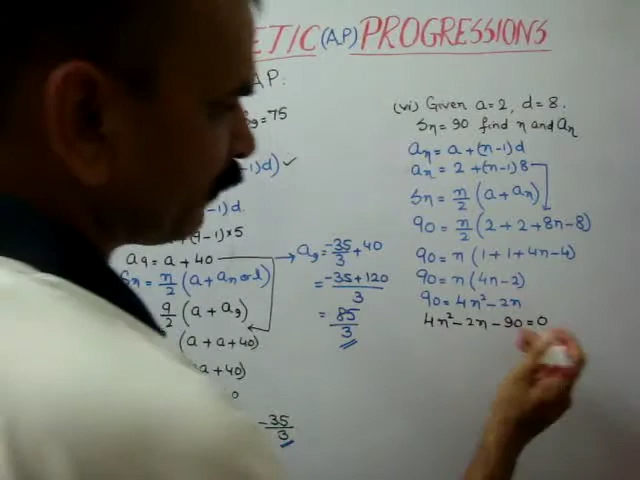 ETIC (A.P) PROGRESSIONS
AP:
=75
-1)d) ✓
-1)d.
-1)×5
a9 = a + 40
Sn = n/2 (a + an or l)
9/2 (a + a9)
(a + a + 40)
a + 40)
-35/3
a9 = -35/3 + 40
= -35+120/3
= 85/3
(vi) Given a=2, d=8.
Sn=90 find n and an
an = a + (n-1)d
an = 2 + (n-1)8
Sn = n/2 (a + an)
90 = n/2 (2+2+8n-8)
90 = n (1+1+4n-4)
90 = n (4n-2)
90 = 4n²-2n
4n²-2n-90=0